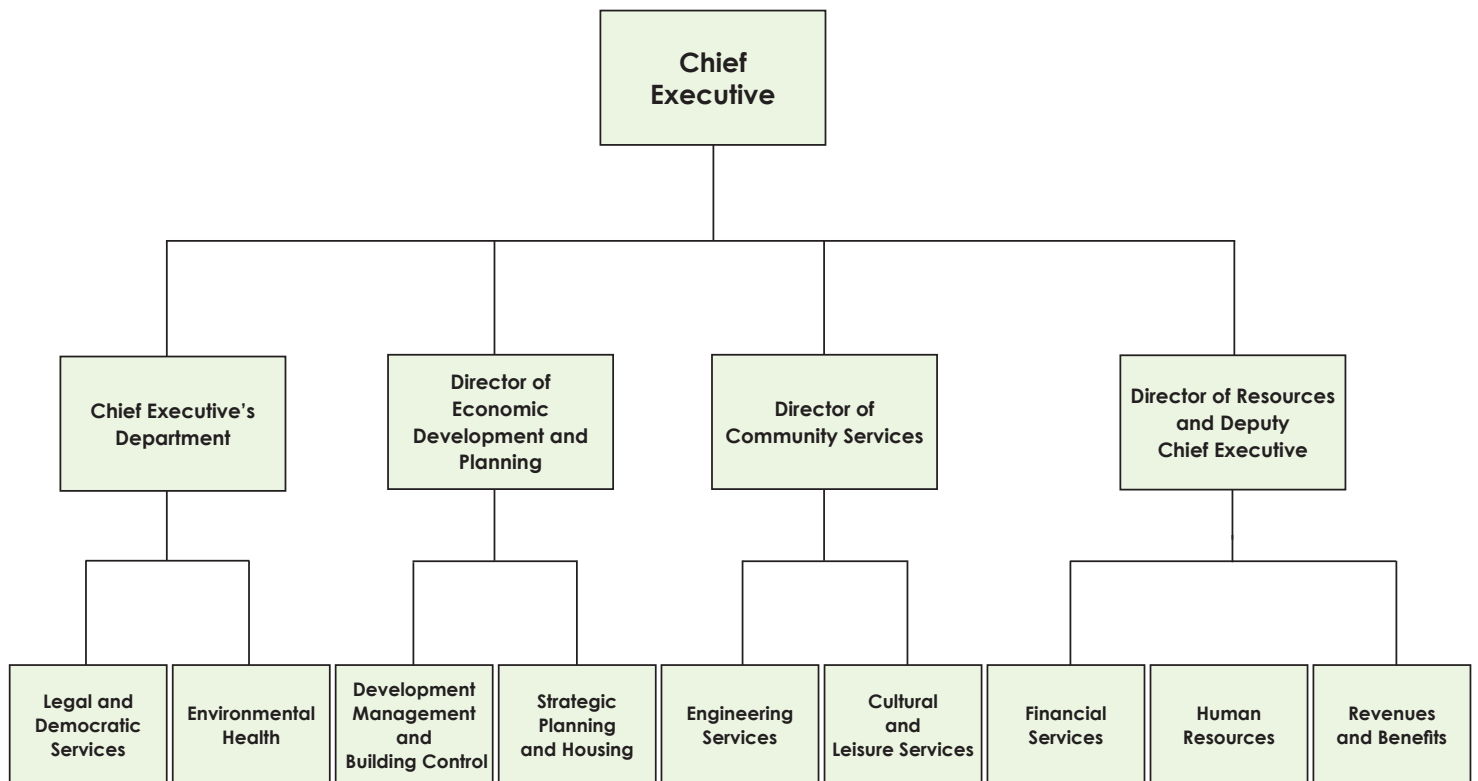 Chief
Executive
Chief Executive’s
Department
Director of
Economic
Development and
Planning
Director of
Community Services
Director of Resources
and Deputy
Chief Executive
Legal and
Democratic
Services
Environmental
Health
Development
Management
and
Building Control
Strategic
Planning
and Housing
Engineering
Services
Cultural
and
Leisure Services
Financial
Services
Human
Resources
Revenues
and Benefits